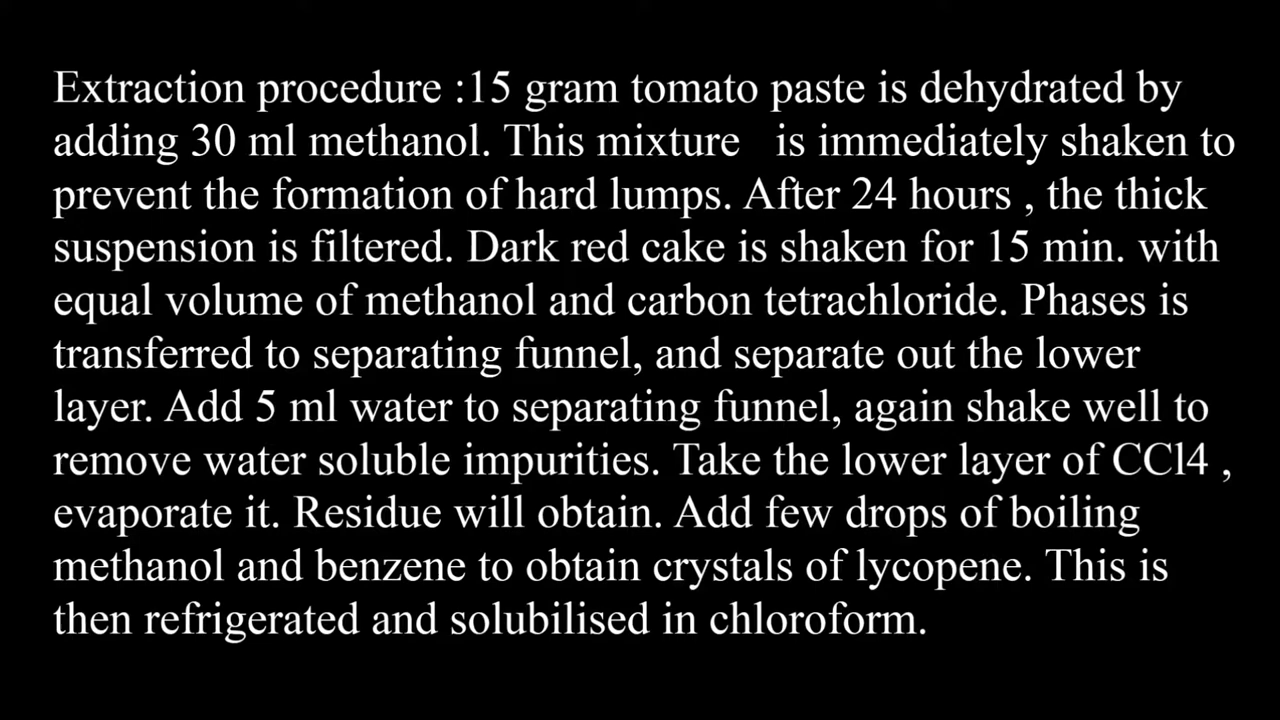 Extraction procedure :15 gram tomato paste is dehydrated by
adding 30 ml methanol. This mixture   is immediately shaken to
prevent the formation of hard lumps. After 24 hours , the thick
suspension is filtered. Dark red cake is shaken for 15 min. with
equal volume of methanol and carbon tetrachloride. Phases is
transferred to separating funnel, and separate out the lower
layer. Add 5 ml water to separating funnel, again shake well to
remove water soluble impurities. Take the lower layer of CCl4 ,
evaporate it. Residue will obtain. Add few drops of boiling
methanol and benzene to obtain crystals of lycopene. This is
then refrigerated and solubilised in chloroform.